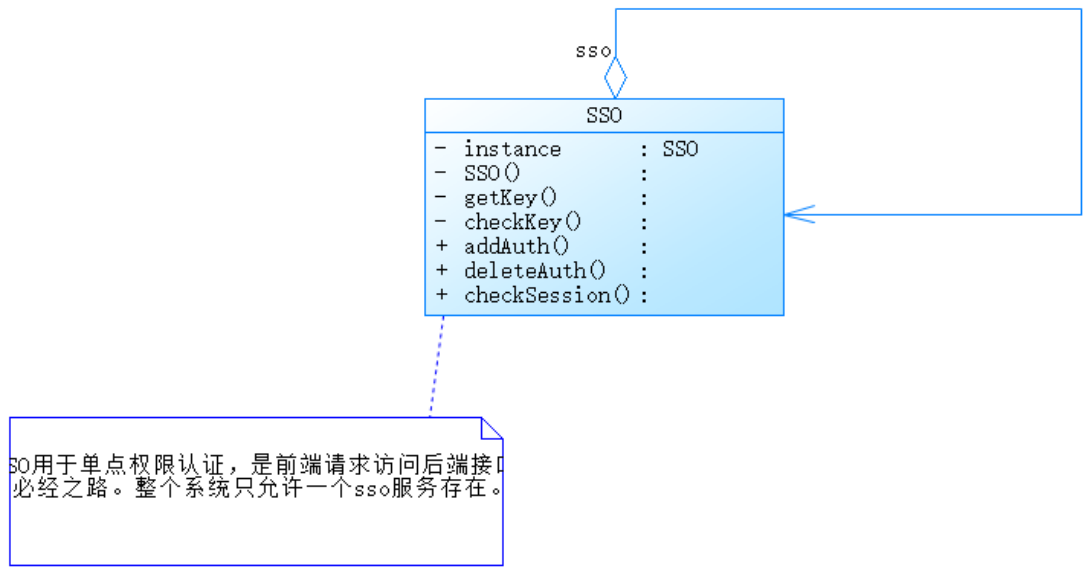 sso
SSO
- instance : SSO
- SSO() :
- getKey() :
- checkKey() :
+ addAuth() :
+ deleteAuth() :
+ checkSession() :
SO用于单点权限认证，是前端请求访问后端接口
必经之路。整个系统只允许一个sso服务存在。